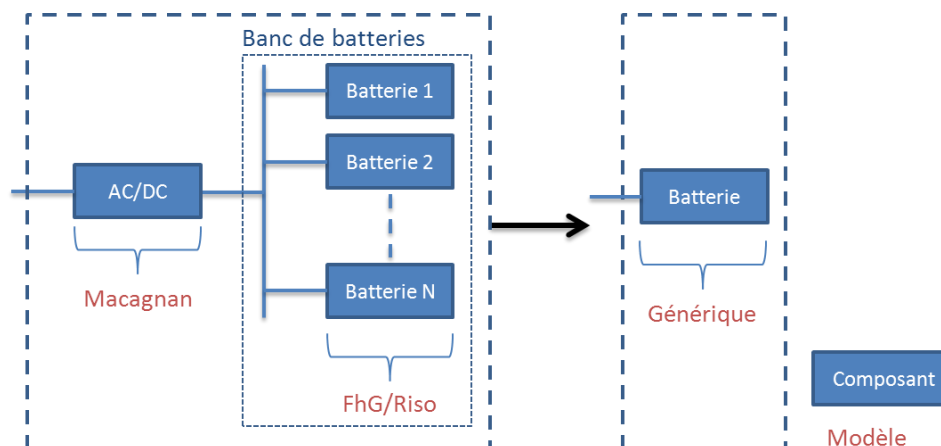 Banc de batteries
Batterie 1
Batterie 2
AC/DC
Batterie N
Macagnan
FhG/Riso
Batterie
Générique
Composant
Modèle